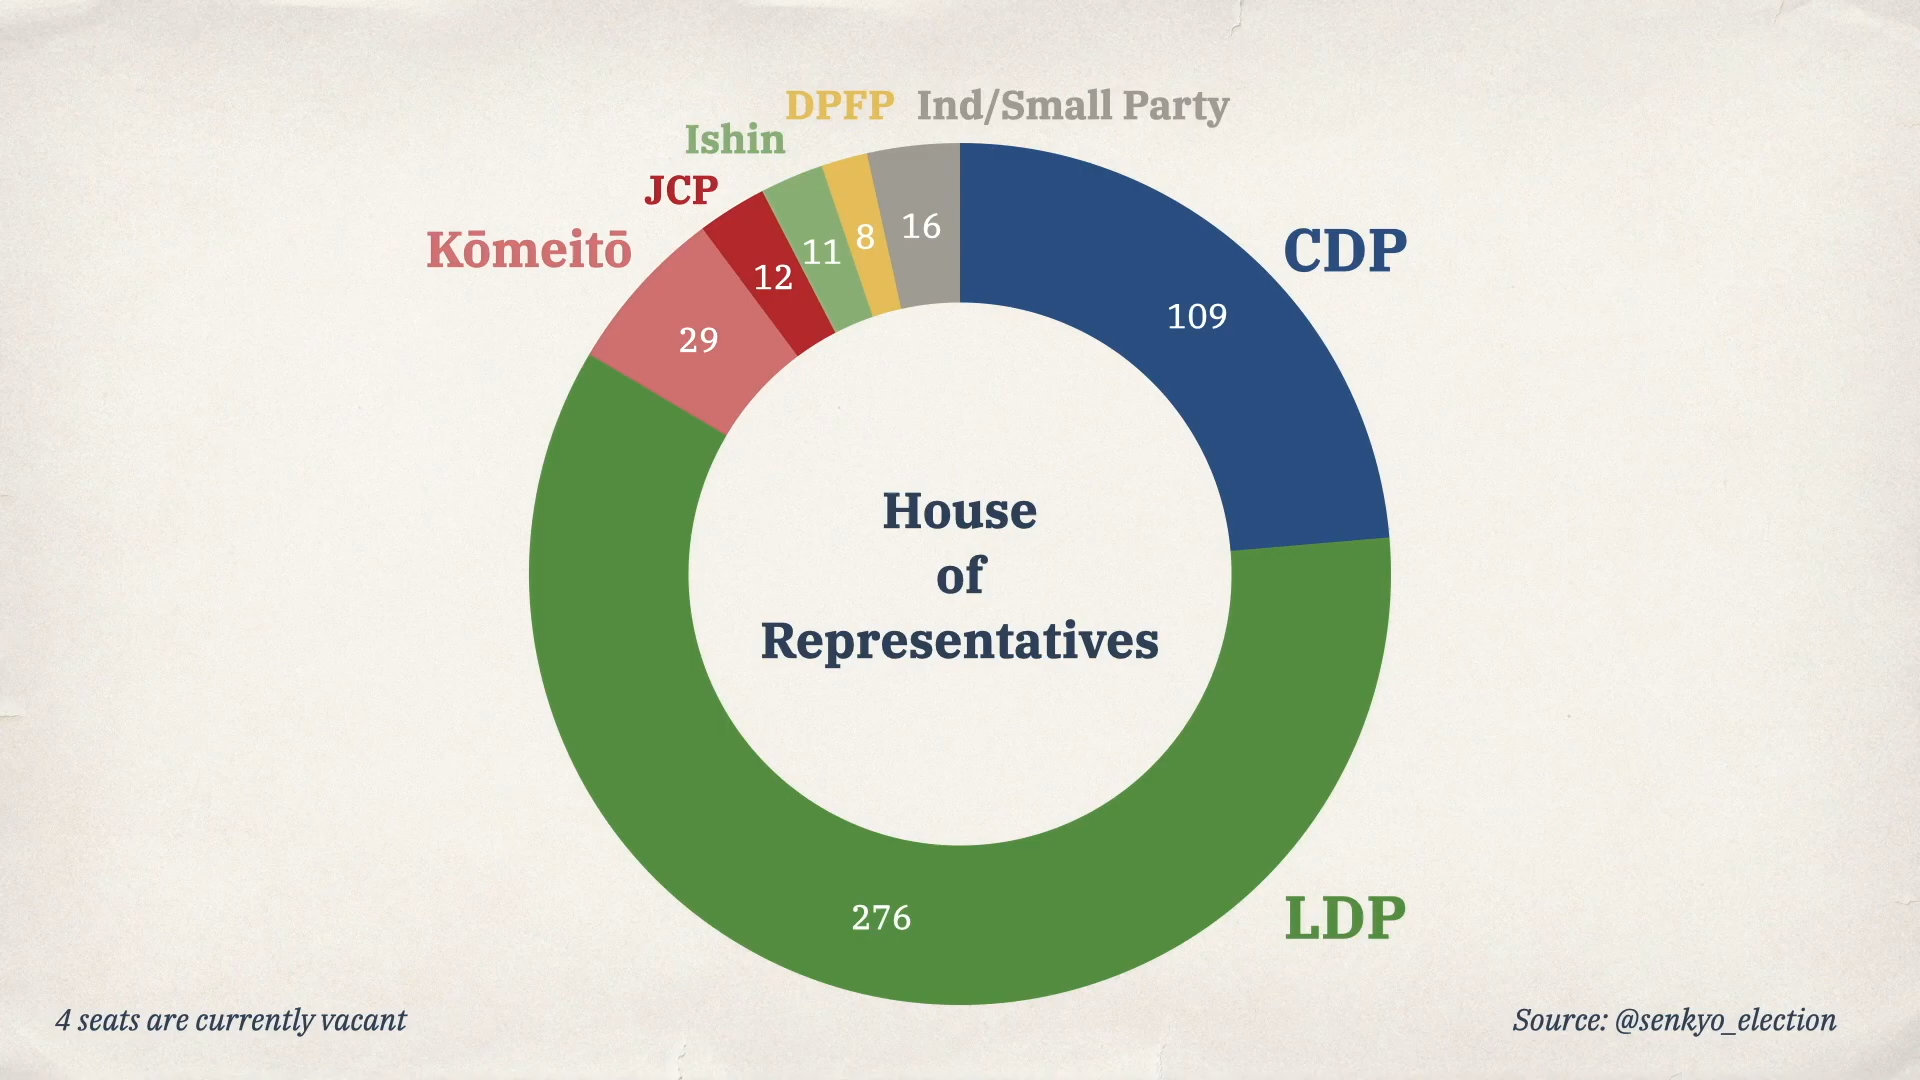 DPFP
Ind/Small Party
Ishin
JCP
Kōmeitō
CDP
16
8
11
12
109
29
House
of
Representatives
276
LDP
4 seats are currently vacant
Source: @senkyo_election